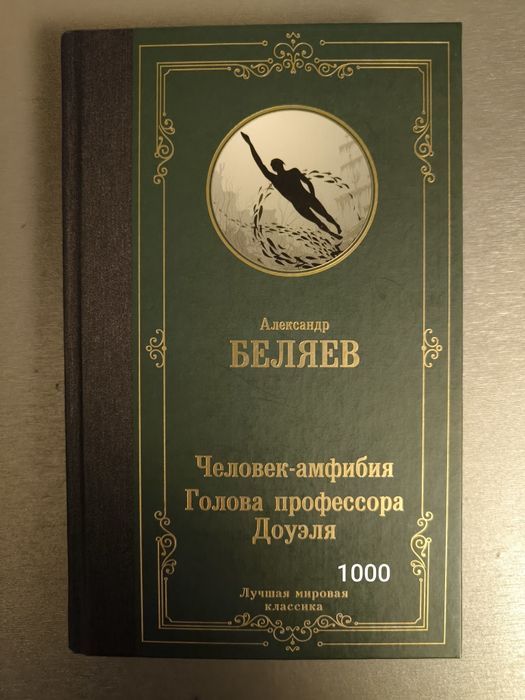 Александр
БЕЛЯЕВ
Человек-амфибия
Голова профессора
Доуэля
1000
Лучшая мировая
классика